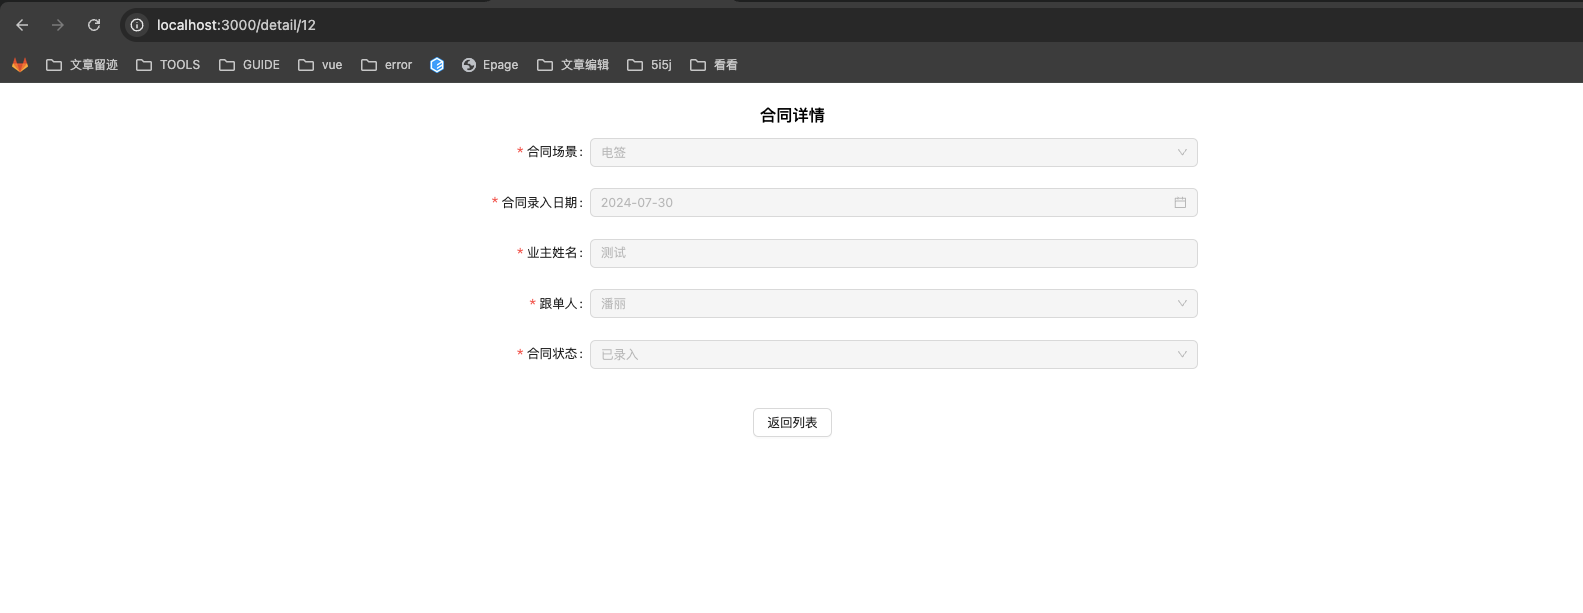 localhost:3000/detail/12
文章留迹 TOOLS GUIDE vue error Epage 文章编辑 5i5j 看看
合同详情
* 合同场景: 电签
* 合同录入日期: 2024-07-30
* 业主姓名: 测试
* 跟单人: 潘丽
* 合同状态: 已录入
返回列表